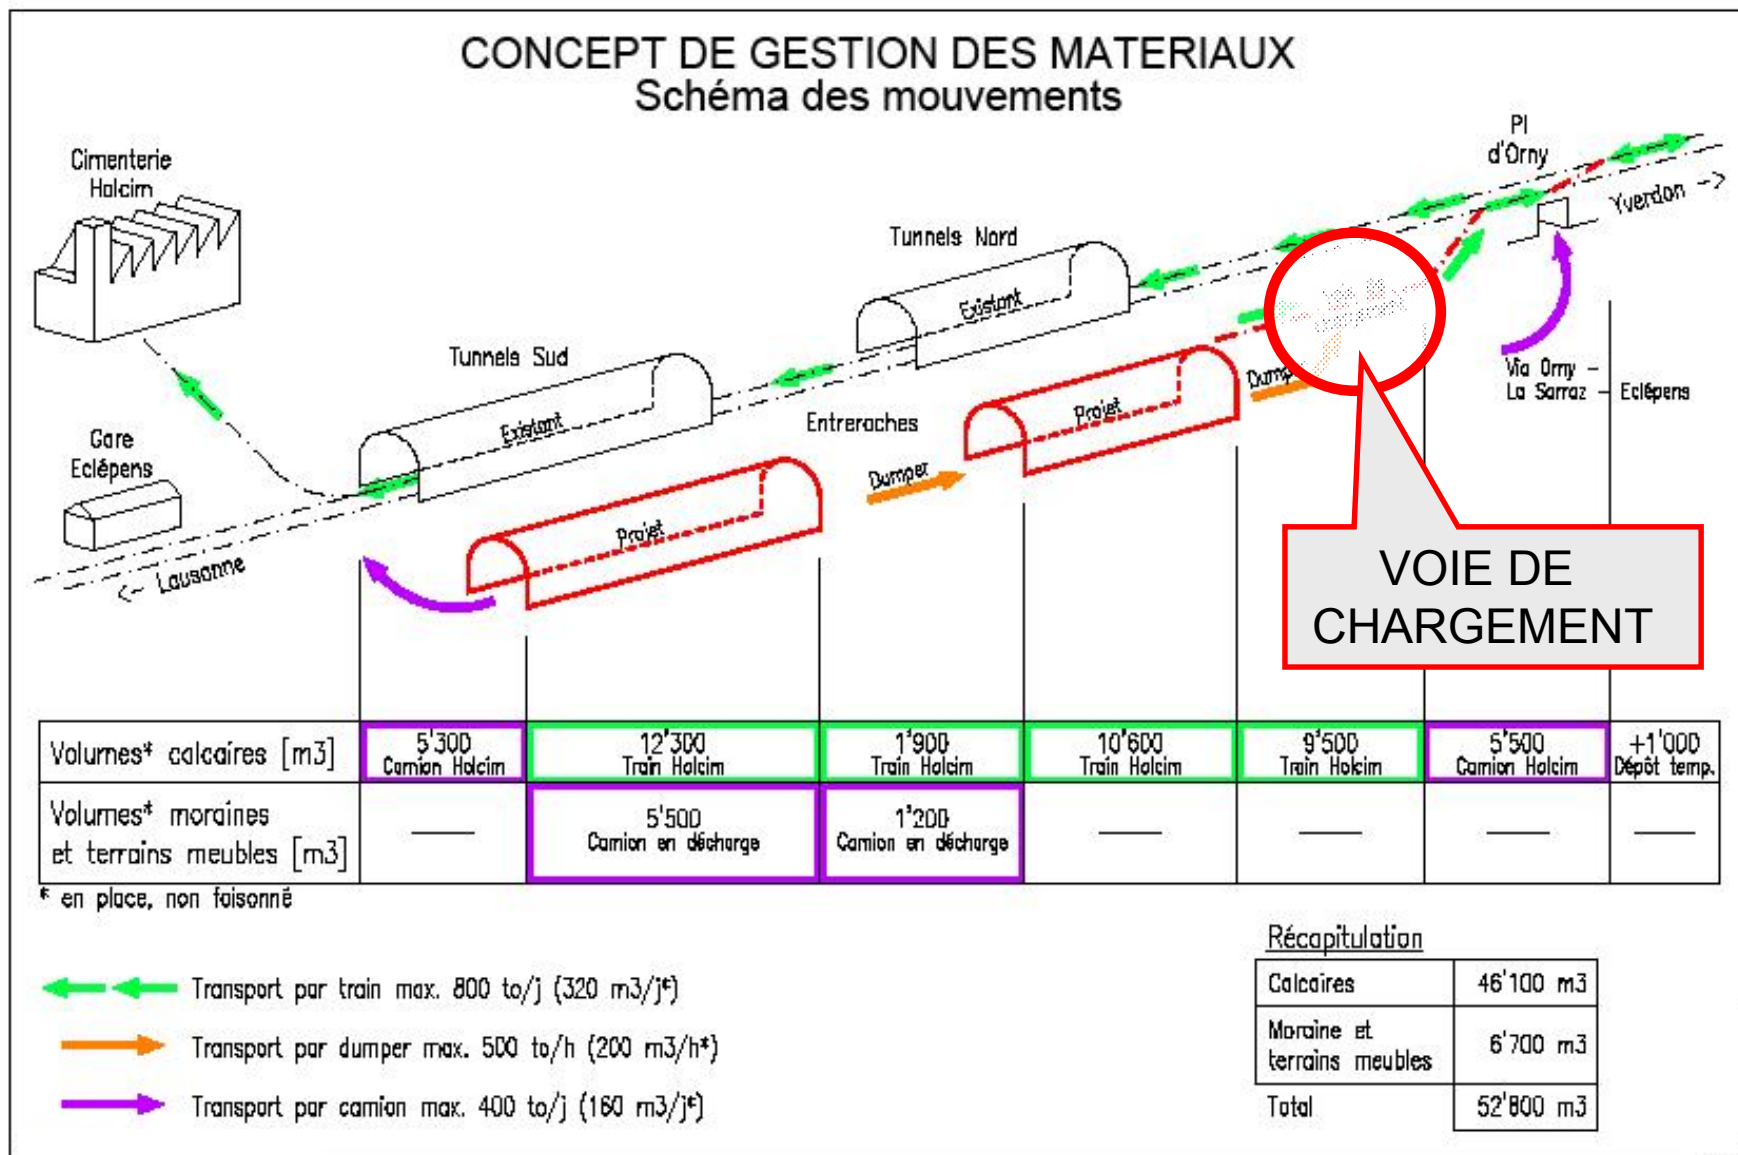 CONCEPT DE GESTION DES MATERIAUX
Schéma des mouvements
PI
d'Orny
Cimenterie
Holcim
Yverdon
Tunnels Nord
Existant
Tunnels Sud
Existant
Via Orny –
La Sarraz – Eclépens
Dumper
Projet
Entreroches
Gare
Eclépens
Dumper
Projet
Lausanne
VOIE DE
CHARGEMENT
Volumes* calcaires [m3]
5'300
Camion Holcim
12'300
Train Holcim
1'900
Train Holcim
10'600
Train Holcim
9'500
Train Holcim
5'500
Camion Holcim
+1'000
Dépôt temp.
Volumes* moraines
et terrains meubles [m3]
5'500
Camion en décharge
1'200
Camion en décharge
* en place, non foisonné
Récapitulation
Calcaires 46'100 m3
Moraine et
terrains meubles 6'700 m3
Total 52'800 m3
Transport par train max. 800 to/j (320 m3/j*)
Transport par dumper max. 500 to/h (200 m3/h*)
Transport par camion max. 400 to/j (160 m3/j*)